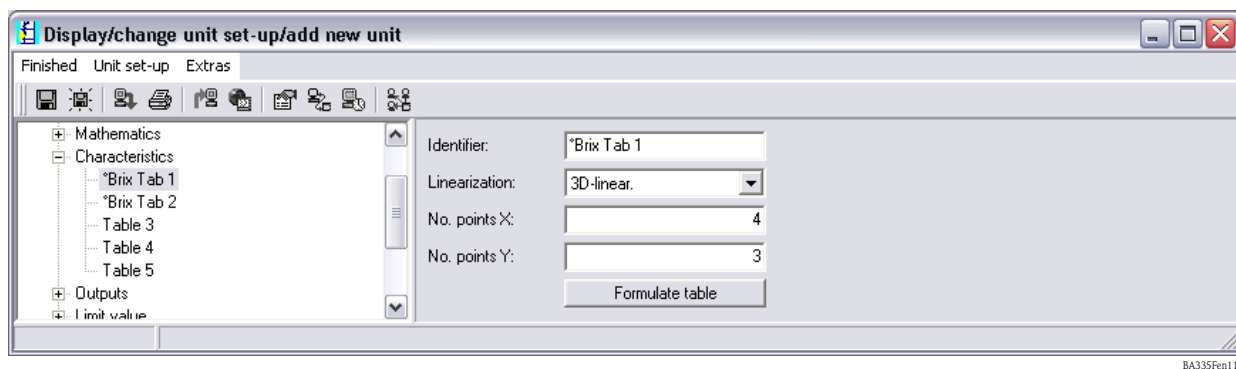 Display/change unit set-up/add new unit
Finished Unit set-up Extras
Mathematics
Characteristics
°Brix Tab 1
°Brix Tab 2
Table 3
Table 4
Table 5
Outputs
Limit value
Identifier: °Brix Tab 1
Linearization: 3D-linear.
No. points X: 4
No. points Y: 3
Formulate table
BA335Fen11